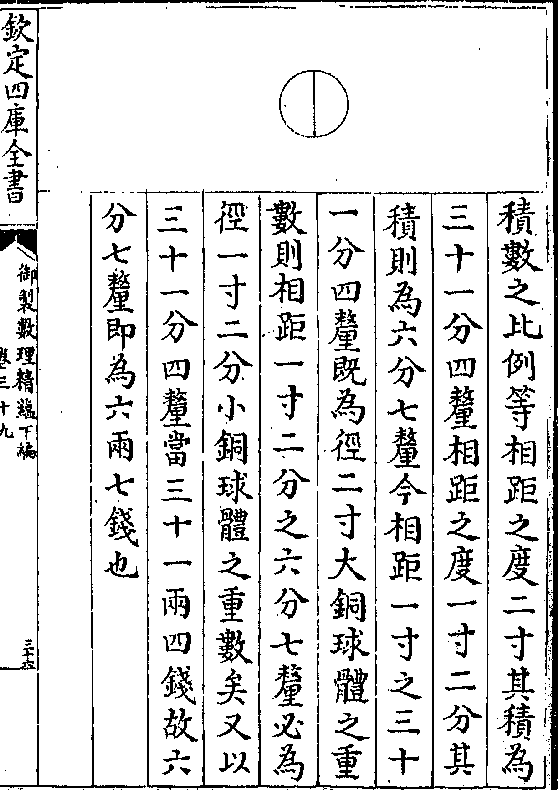 積數之比例等相距之度二寸其積為
三十一分四釐相距之度一寸二分其
積則為六分七釐今相距一寸之三十
一分四釐既為徑二寸大銅球體之重
數則相距一寸二分之六分七釐必為
徑一寸二分小銅球體之重數矣又以
三十一分四釐當三十一兩四錢故六
分七釐即為六兩七錢也
欽定四庫全書
御製數理精蘊下編
卷三十九